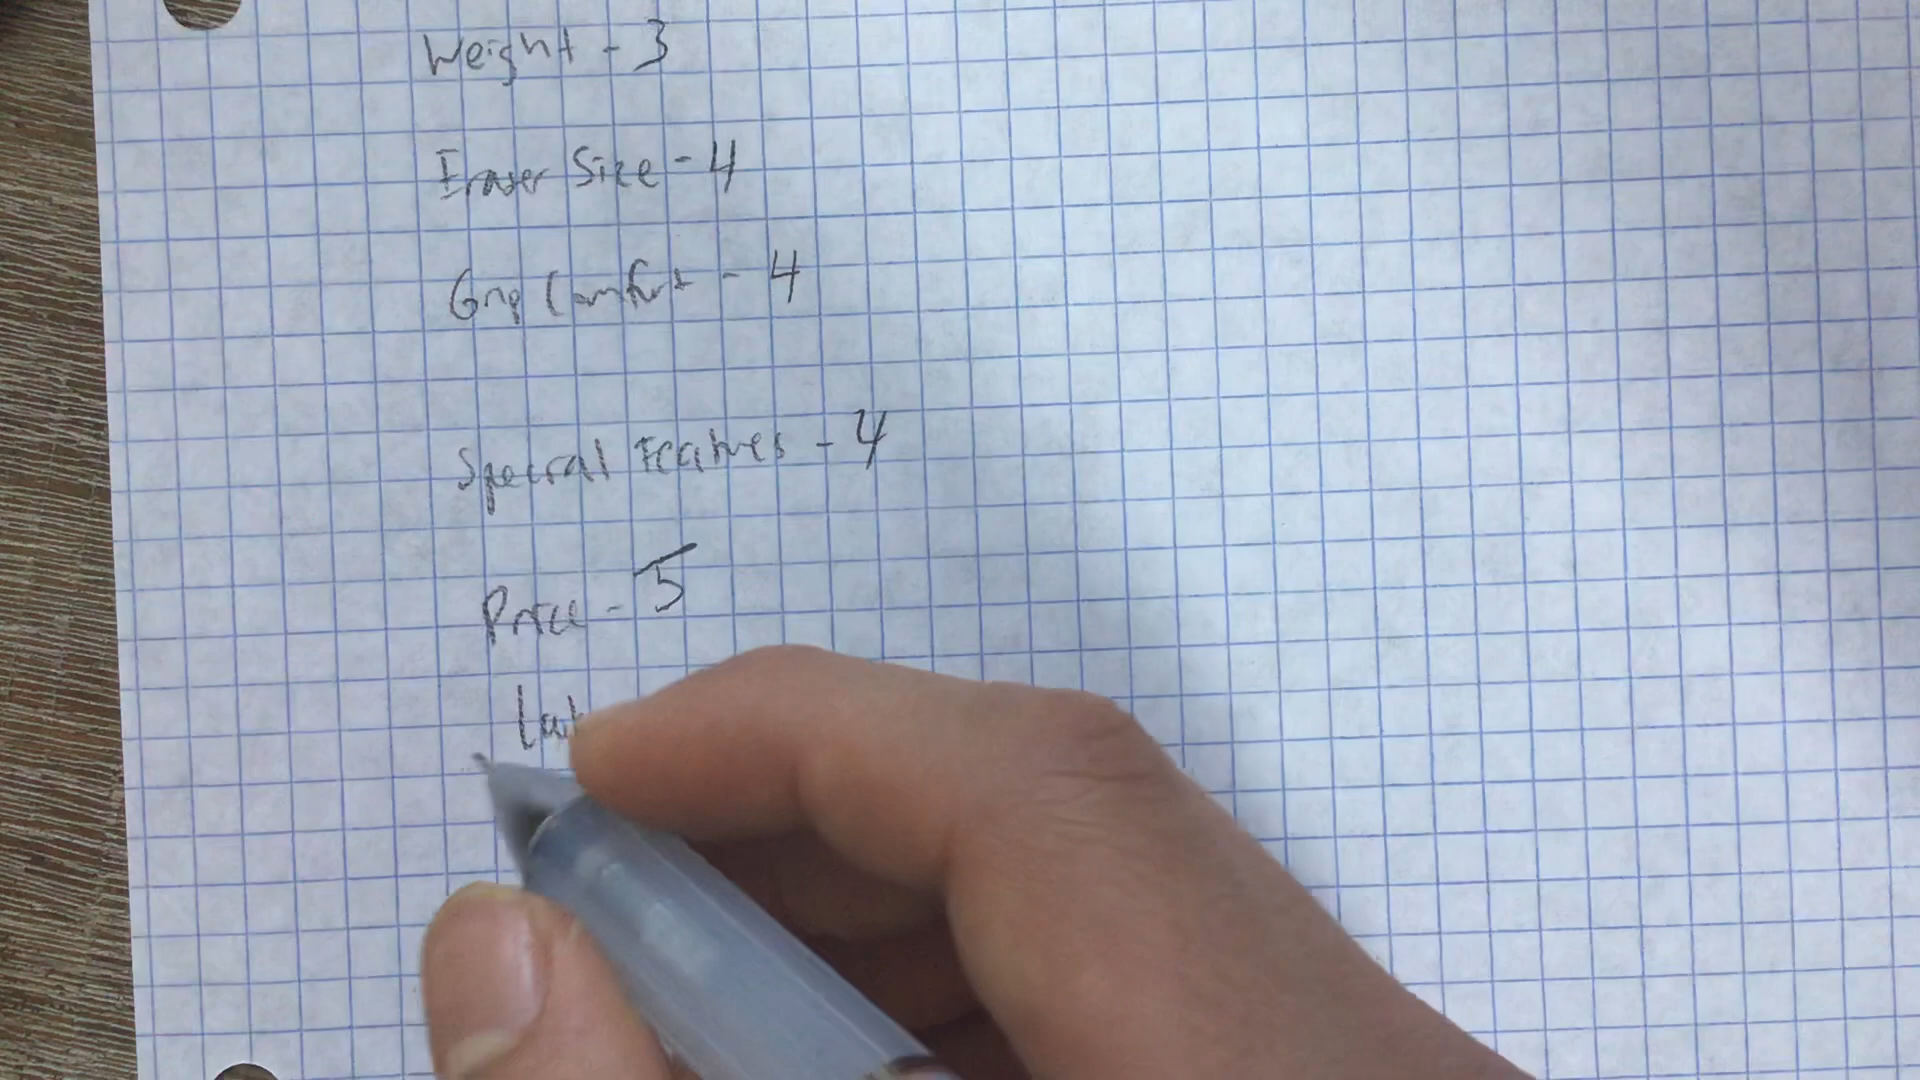 Weight - 3
Eraser Size - 4
Grip Comfort - 4
Special Features - 4
Price - 5